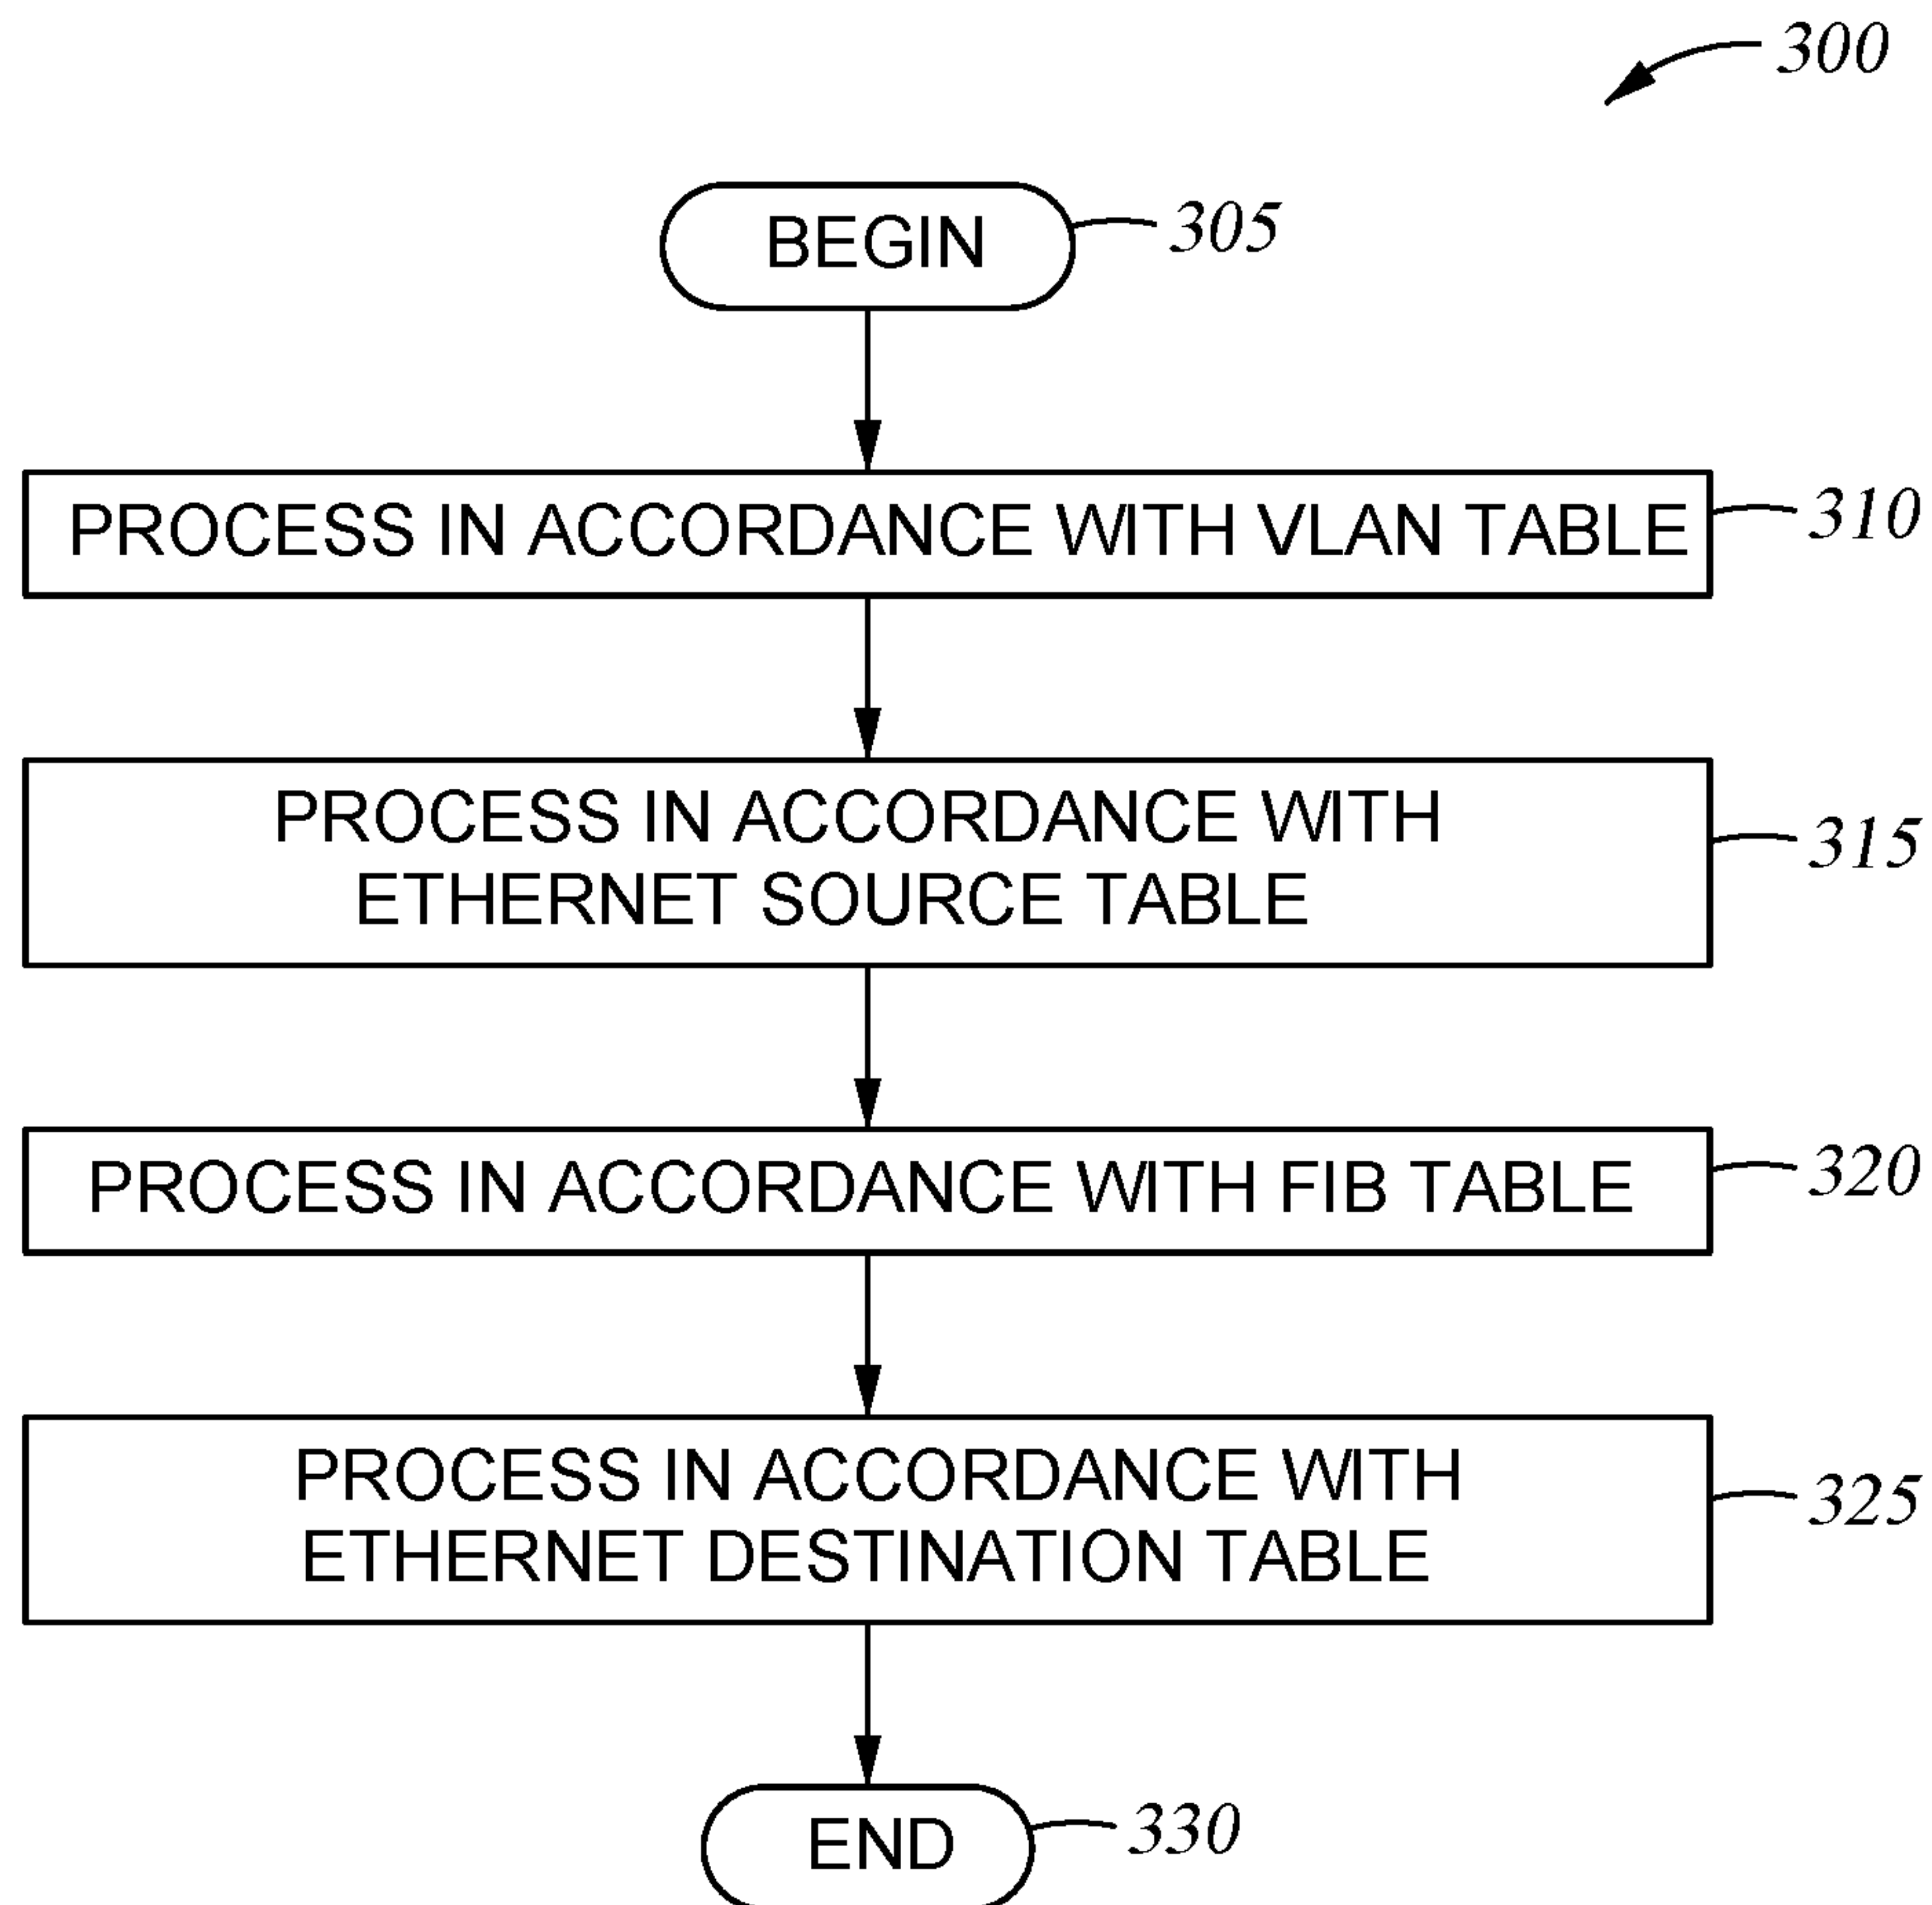 300
BEGIN
305
PROCESS IN ACCORDANCE WITH VLAN TABLE
310
PROCESS IN ACCORDANCE WITH
ETHERNET SOURCE TABLE
315
PROCESS IN ACCORDANCE WITH FIB TABLE
320
PROCESS IN ACCORDANCE WITH
ETHERNET DESTINATION TABLE
325
END
330